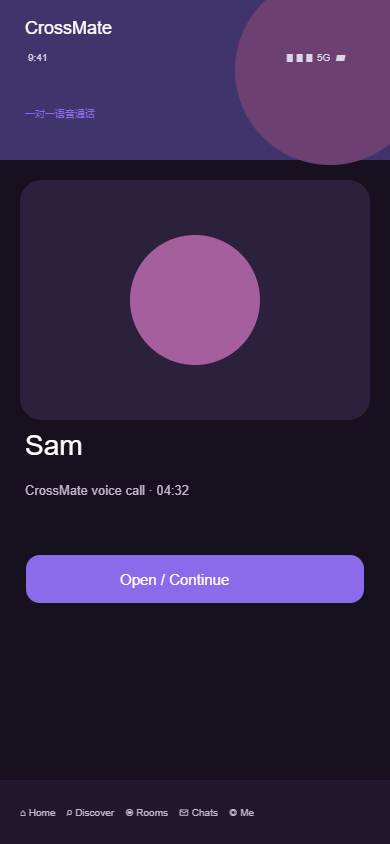 CrossMate
9:41 5G
一对一语音通话
Sam
CrossMate voice call · 04:32
Open / Continue
Home Discover Rooms Chats Me